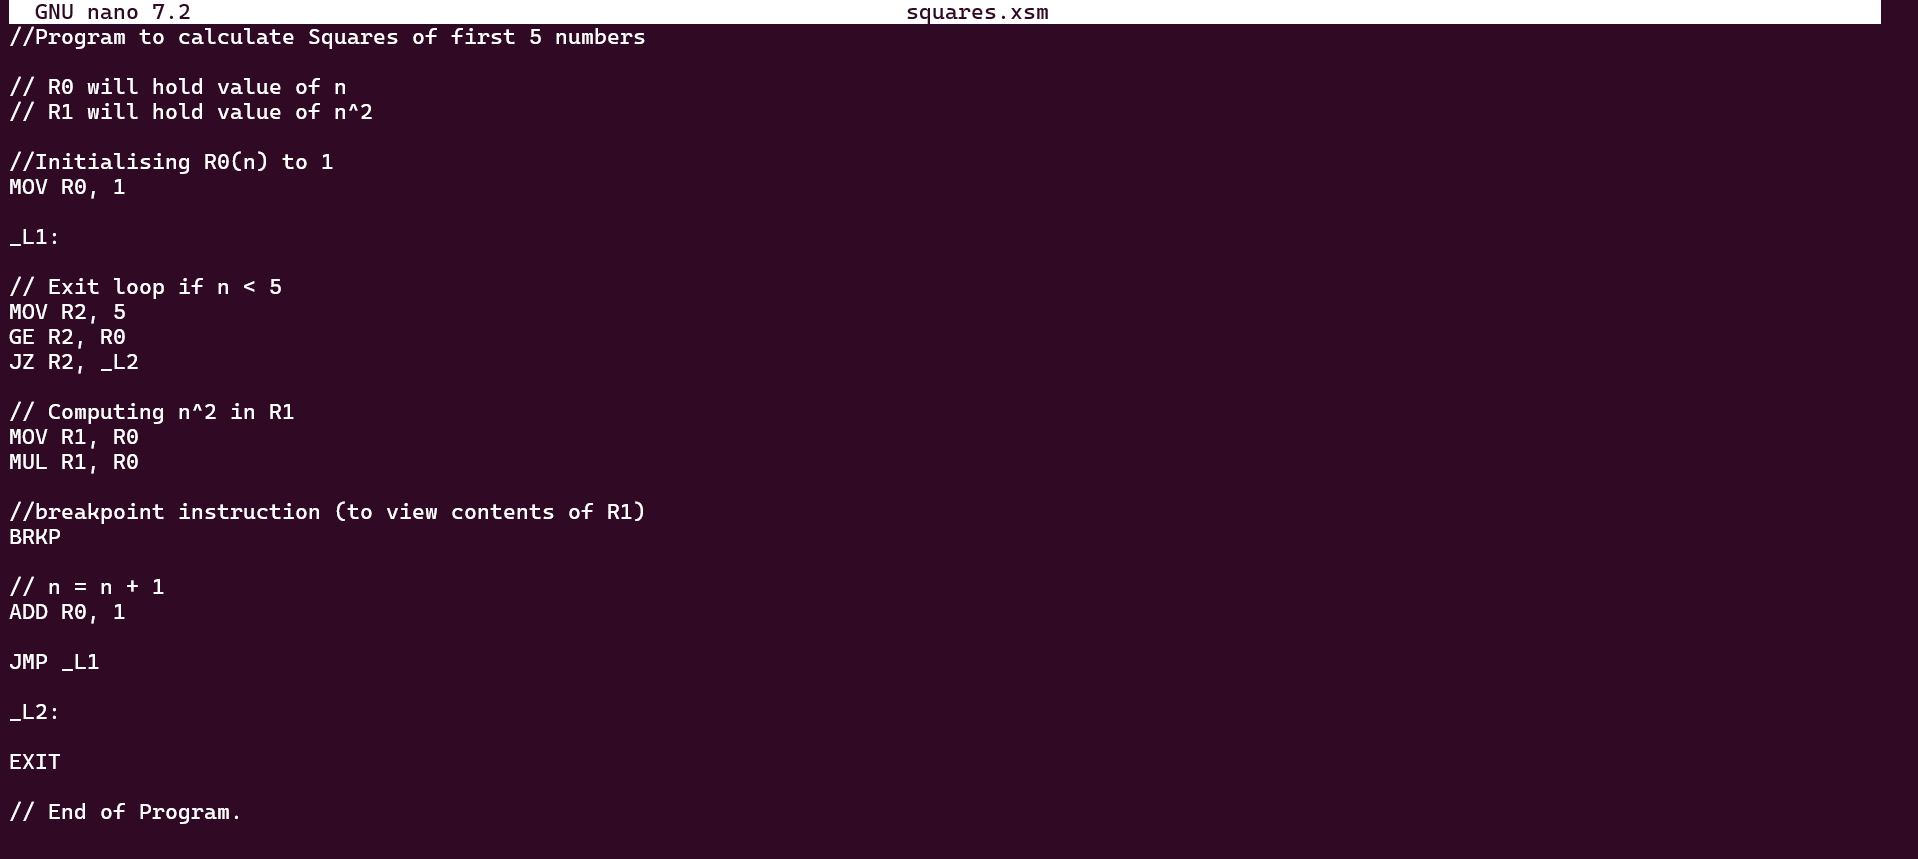 GNU nano 7.2 squares.xsm
//Program to calculate Squares of first 5 numbers
// R0 will hold value of n
// R1 will hold value of n^2
//Initialising R0(n) to 1
MOV R0, 1
_L1:
// Exit loop if n < 5
MOV R2, 5
GE R2, R0
JZ R2, _L2
// Computing n^2 in R1
MOV R1, R0
MUL R1, R0
//breakpoint instruction (to view contents of R1)
BRKP
// n = n + 1
ADD R0, 1
JMP _L1
_L2:
EXIT
// End of Program.